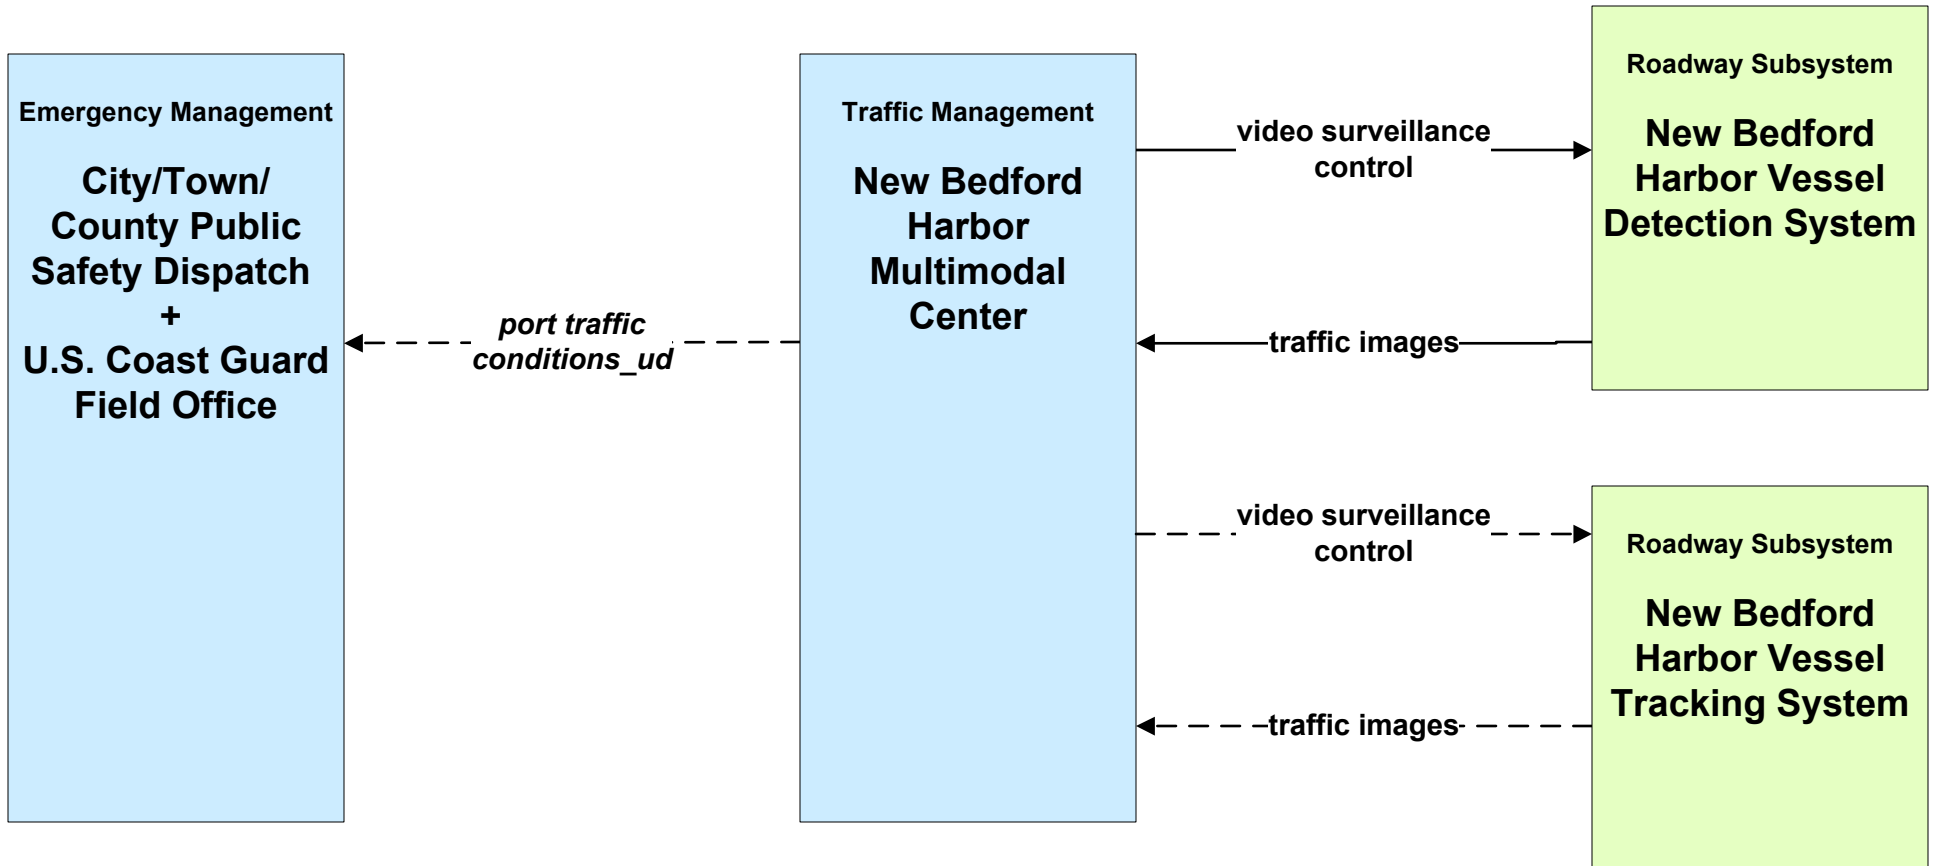 Emergency Management
City/Town/
County Public
Safety Dispatch
+
U.S. Coast Guard
Field Office
port traffic
conditions_ud
Traffic Management
New Bedford
Harbor
Multimodal
Center
video surveillance
control
traffic images
video surveillance
control
traffic images
Roadway Subsystem
New Bedford
Harbor Vessel
Detection System
Roadway Subsystem
New Bedford
Harbor Vessel
Tracking System